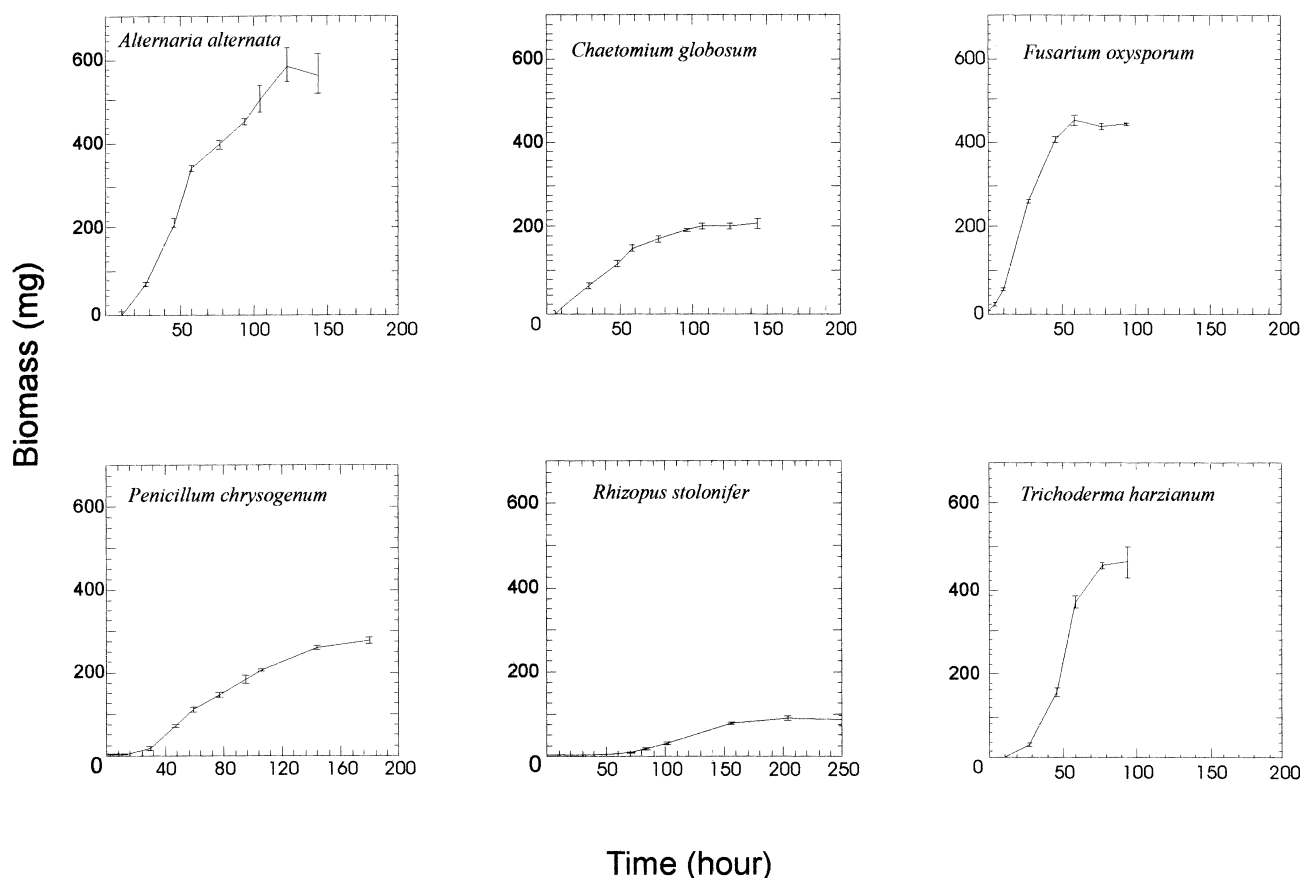 Biomass (mg)
Alternaria alternata
600
400
200
0
50 100 150 200
Chaetomium globosum
600
400
200
0
50 100 150 200
Fusarium oxysporum
600
400
200
0
50 100 150 200
Penicillum chrysogenum
600
400
200
0
40 80 120 160 200
Rhizopus stolonifer
600
400
200
0
50 100 150 200 250
Trichoderma harzianum
600
400
200
0
50 100 150 200
Time (hour)